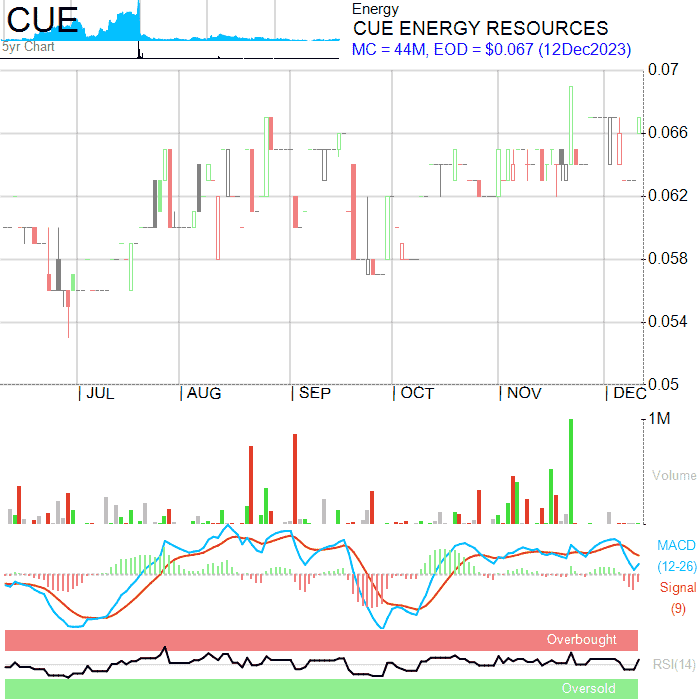 CUE
5yr Chart
Energy
CUE ENERGY RESOURCES
MC = 44M, EOD = $0.067 (12Dec2023)
0.07
0.066
0.062
0.058
0.054
0.05
JUL
AUG
SEP
OCT
NOV
DEC
1M
Volume
MACD
(12-26)
Signal
(9)
Overbought
RSI(14)
Oversold